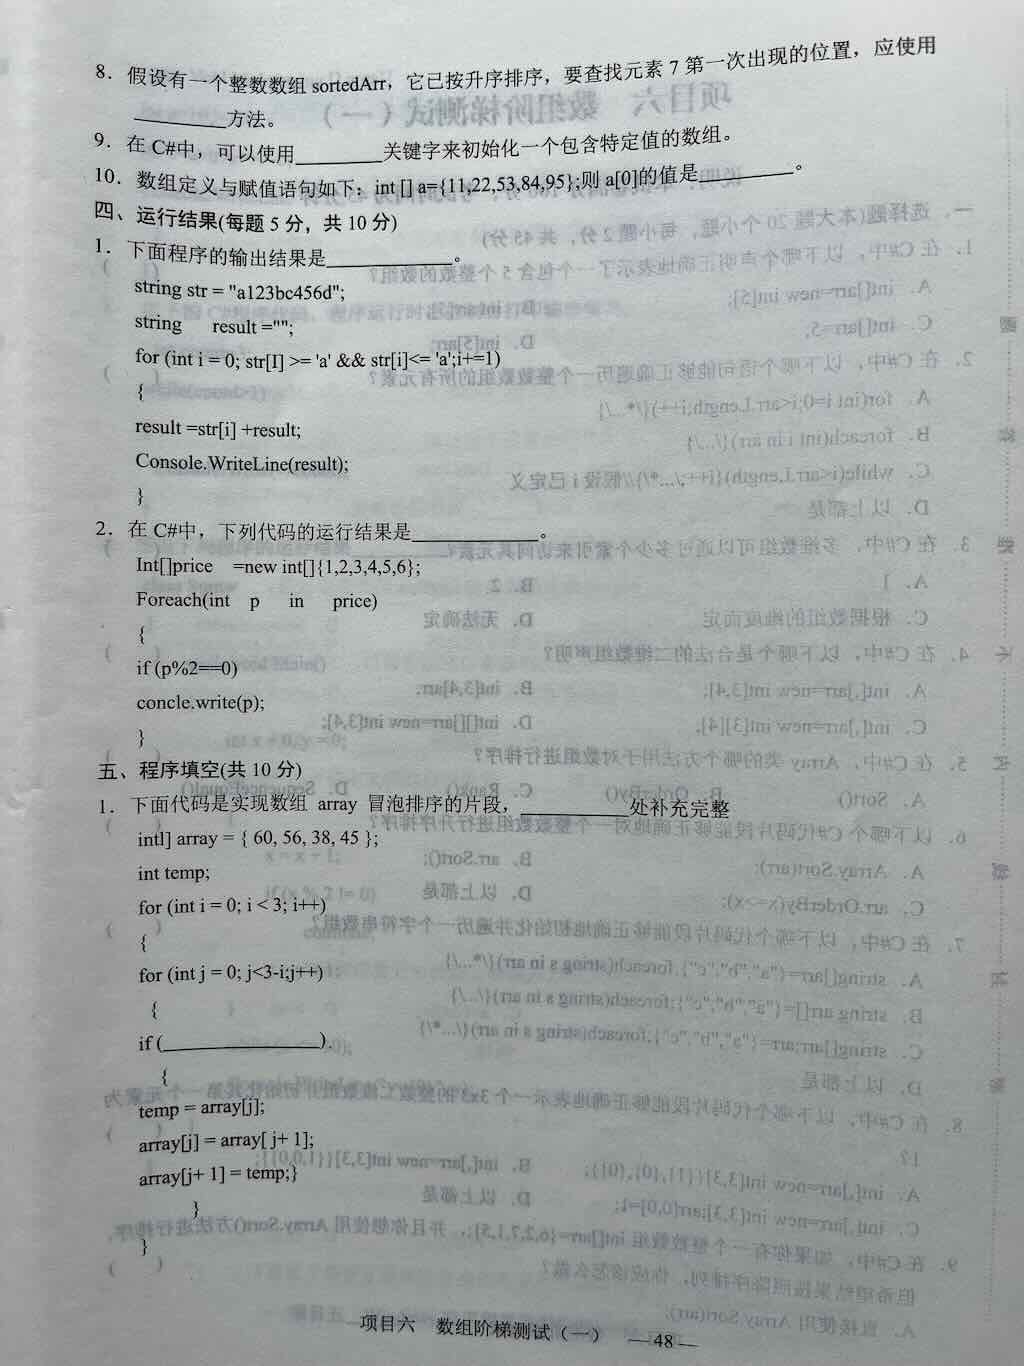 8．假设有一个整数数组 sortedArr，它已按升序排序，要查找元素 7 第一次出现的位置，应使用
________方法。
9．在 C#中，可以使用________关键字来初始化一个包含特定值的数组。
10．数组定义与赋值语句如下：int [] a={11,22,53,84,95};则 a[0]的值是________。
四、运行结果(每题 5 分，共 10 分)
1．下面程序的输出结果是____________。
string str = "a123bc456d";
string result ="";
for (int i = 0; str[I] >= 'a' && str[i]<= 'a';i+=1)
{
result =str[i] +result;
Console.WriteLine(result);
}
2．在 C#中，下列代码的运行结果是____________。
Int[]price =new int[]{1,2,3,4,5,6};
Foreach(int p in price)
{
if (p%2==0)
concle.write(p);
}
五、程序填空(共 10 分)
1．下面代码是实现数组 array 冒泡排序的片段，__________处补充完整
intl] array = { 60, 56, 38, 45 };
int temp;
for (int i = 0; i < 3; i++)
{
for (int j = 0; j<3-i;j++)
{
if (______________).
{
temp = array[j];
array[j] = array[ j+ 1];
array[j+ 1] = temp;}
}
}
项目六 数组阶梯测试（一） —48—